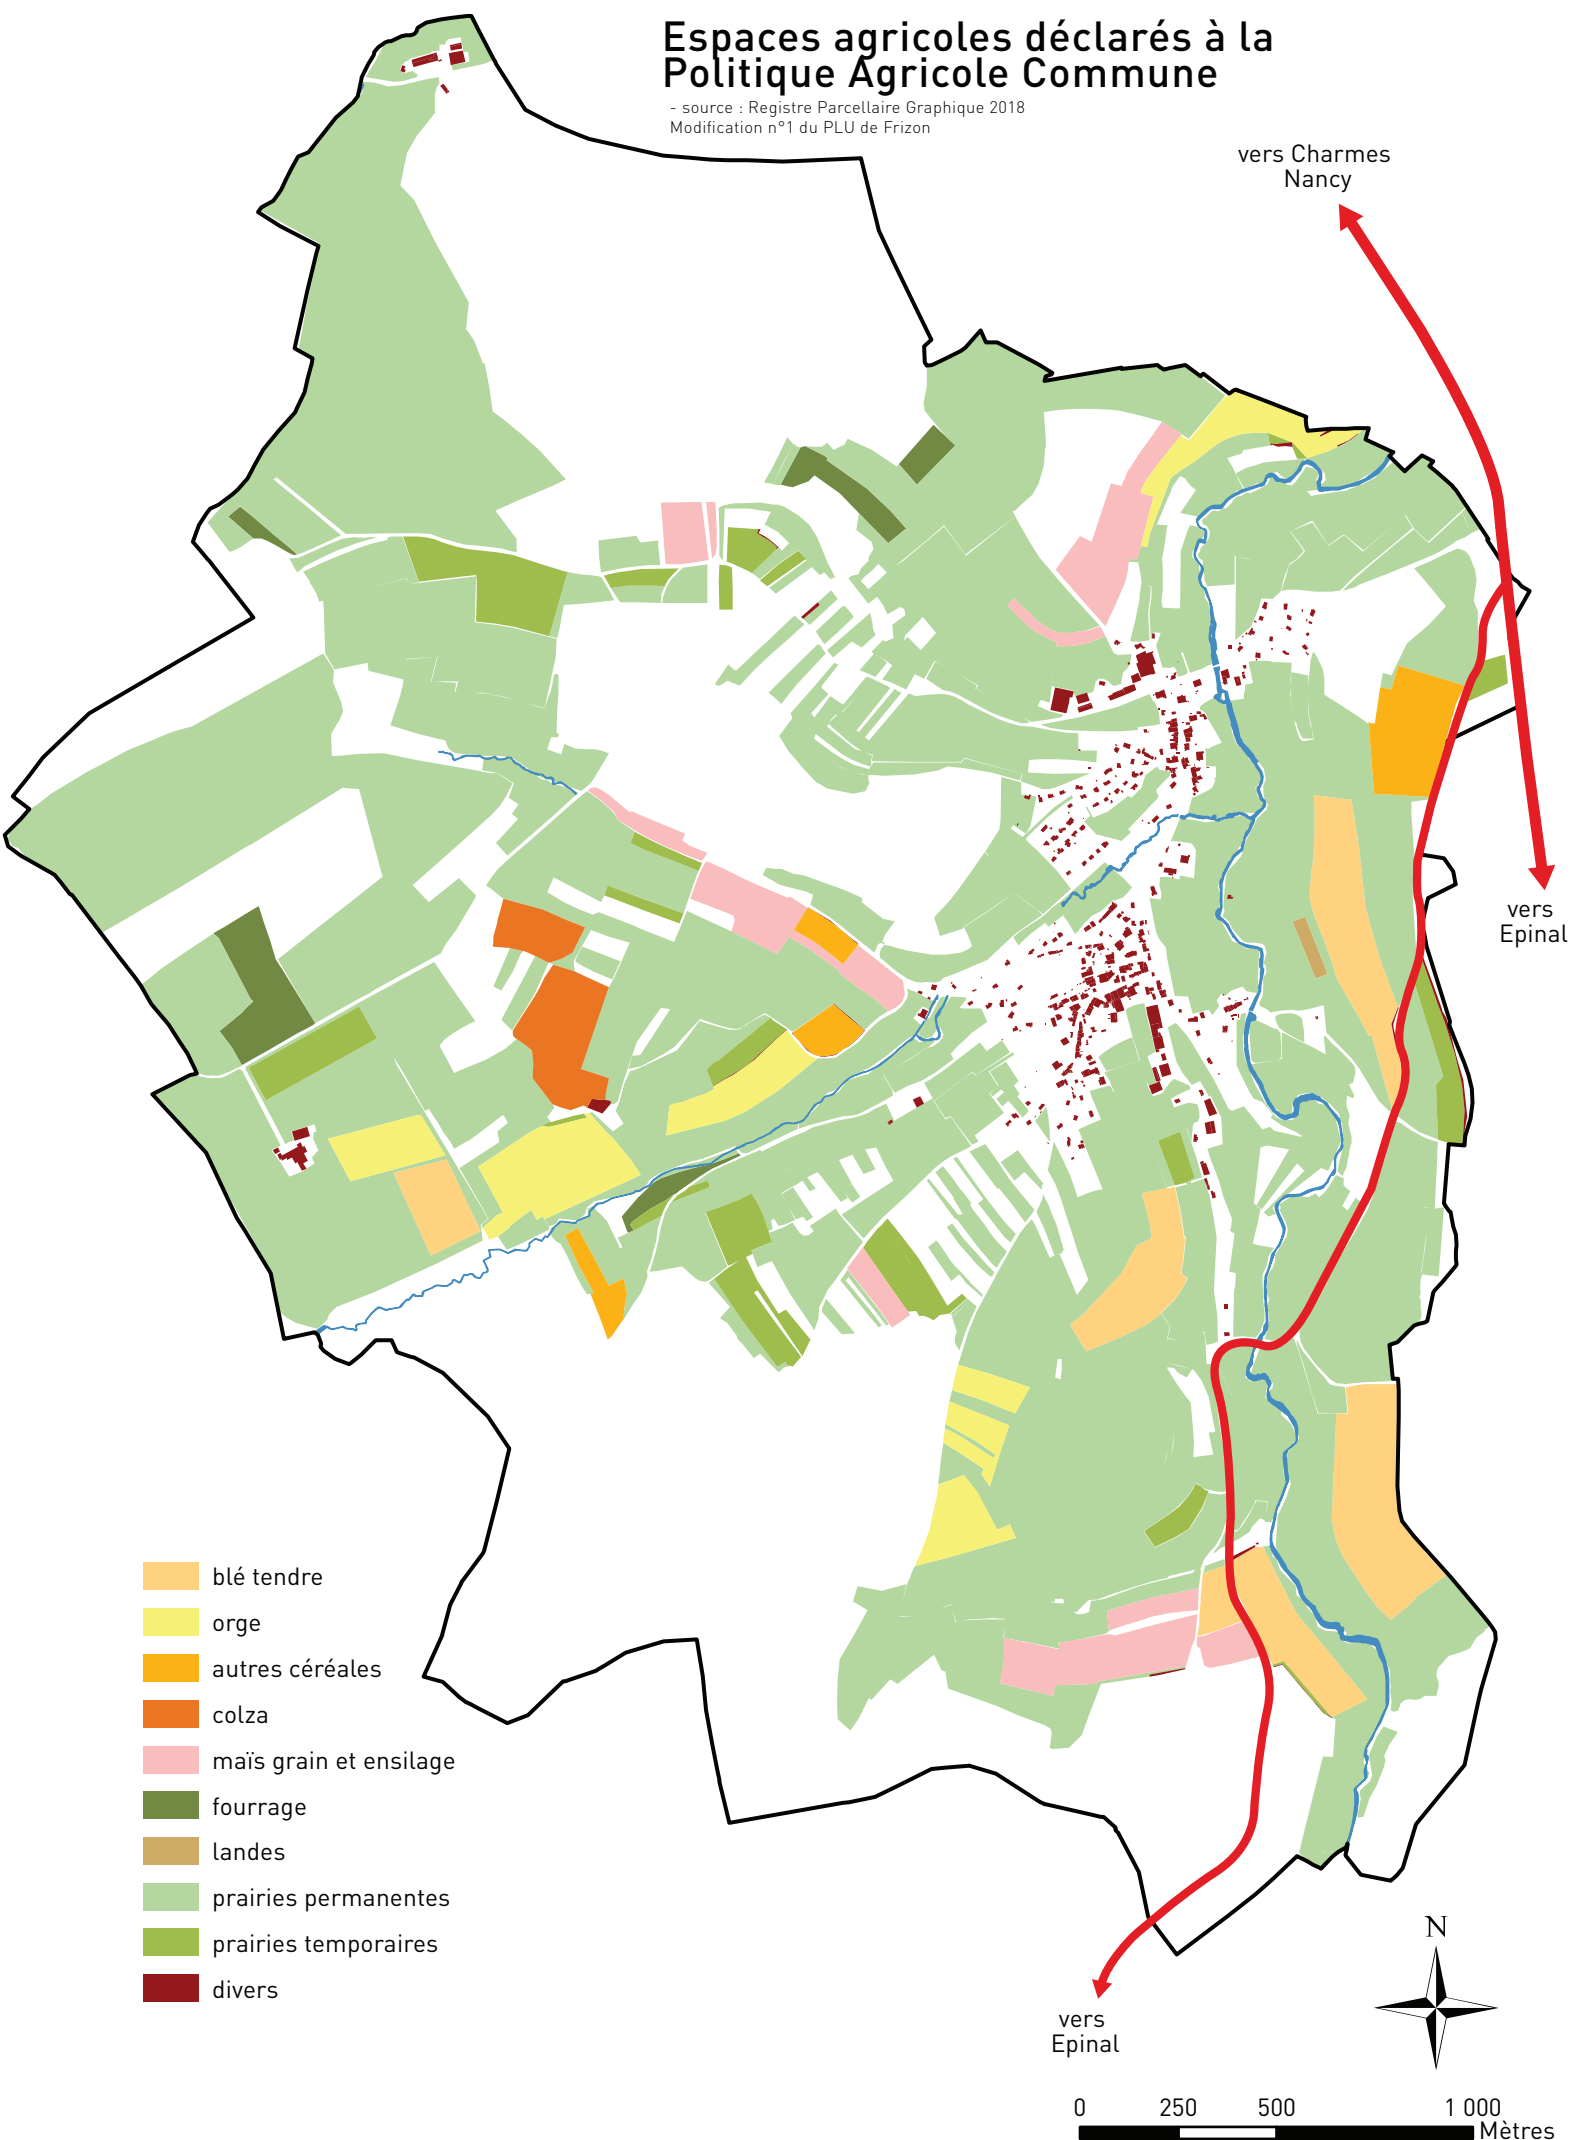 Espaces agricoles déclarés à la
Politique Agricole Commune
- source : Registre Parcellaire Graphique 2018
Modification n°1 du PLU de Frizon
vers Charmes
Nancy
vers
Epinal
blé tendre
orge
autres céréales
colza
maïs grain et ensilage
fourrage
landes
prairies permanentes
prairies temporaires
divers
N
vers
Epinal
0 250 500 1 000
Mètres